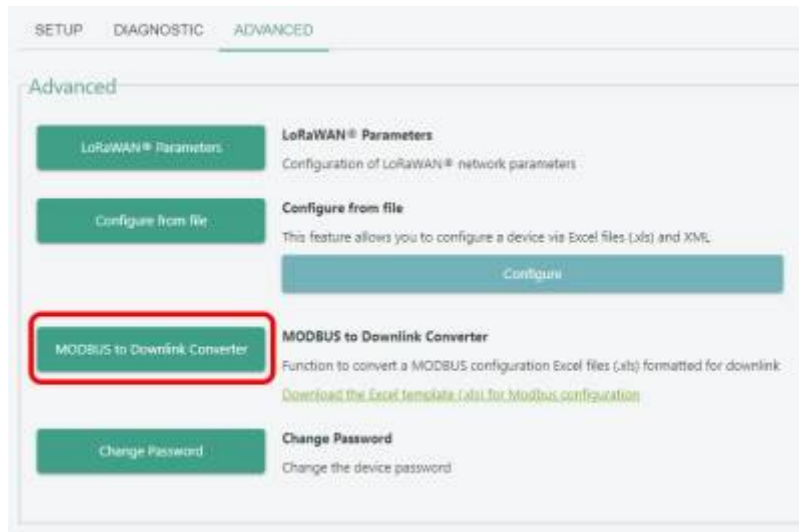 SETUP DIAGNOSTIC ADVANCED
Advanced
LoRaWAN® Parameters
LoRaWAN® Parameters
Configuration of LoRaWAN® network parameters
Configure from file
Configure from file
This feature allows you to configure a device via Excel files (.xls) and XML
Configure
MODBUS to Downlink Converter
MODBUS to Downlink Converter
Function to convert a MODBUS configuration Excel files (.xls) formatted for downlink
Download the Excel template (.xls) for Modbus configuration
Change Password
Change Password
Change the device password